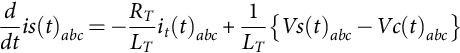 d/dt is(t)_abc = − R_T/L_T i_t(t)_abc + 1/L_T { Vs(t)_abc − Vc(t)_abc }